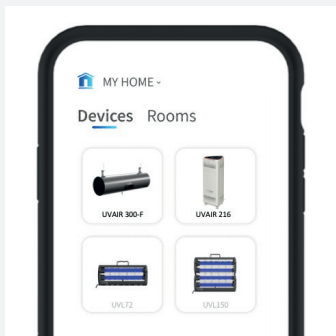 MY HOME
Devices Rooms
UVAIR 300-F UVAIR 216
UVL72 UVL150